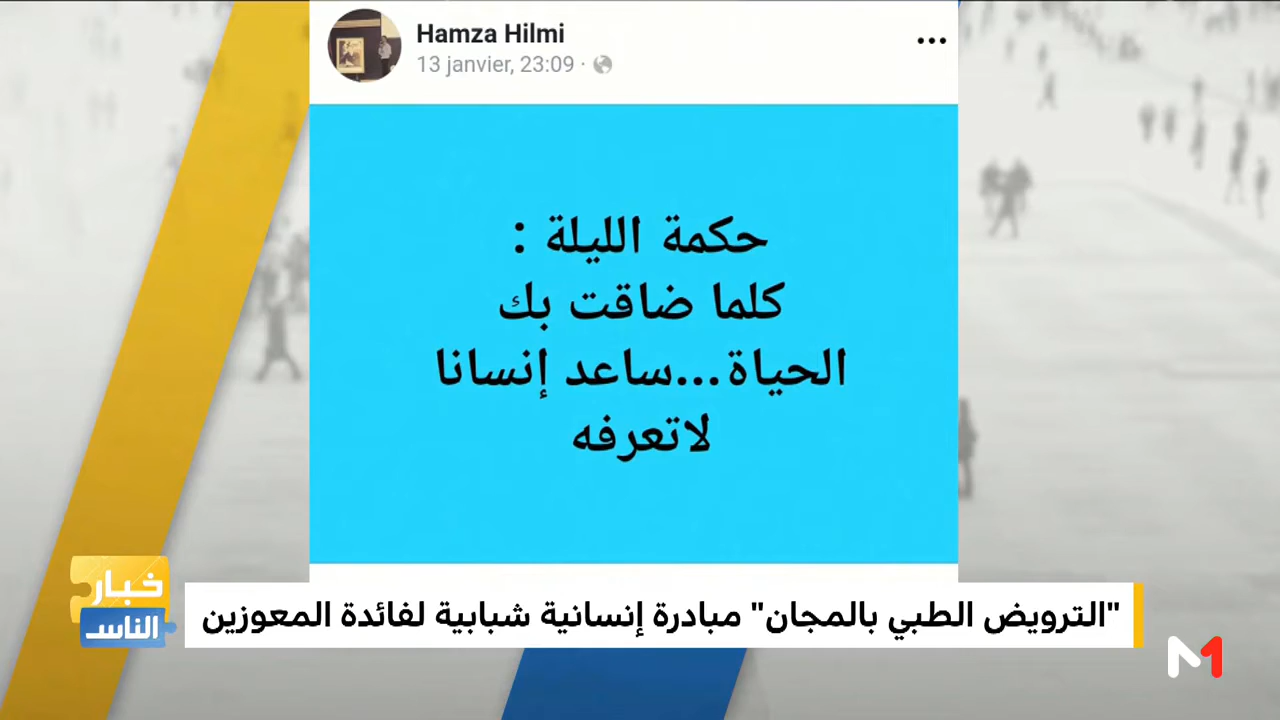 Hamza Hilmi
13 janvier, 23:09 ·
حكمة الليلة :
كلما ضاقت بك
الحياة...ساعد إنسانا
لاتعرفه
خبار
الناس
"الترويض الطبي بالمجان" مبادرة إنسانية شبابية لفائدة المعوزين
M1